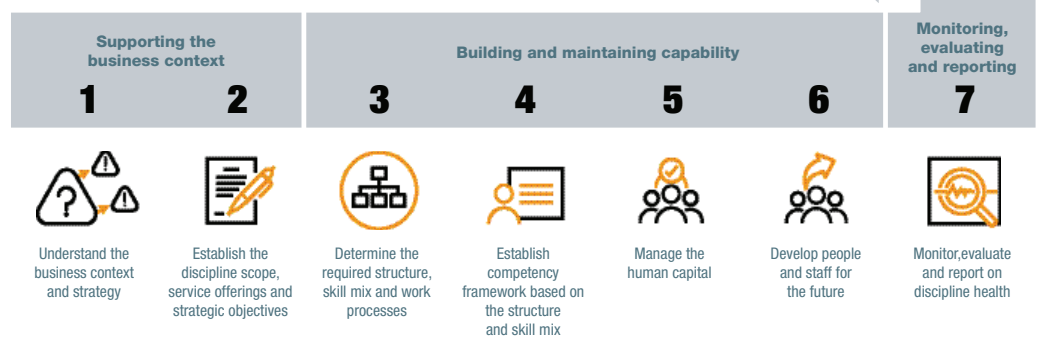 Supporting the
business context
1
2
Building and maintaining capability
3
4
5
6
Monitoring,
evaluating
and reporting
7
?
!
!
Understand the
business context
and strategy
Establish the
discipline scope,
service offerings and
strategic objectives
Determine the
required structure,
skill mix and work
processes
Establish
competency
framework based on
the structure
and skill mix
Manage the
human capital
Develop people
and staff for
the future
Monitor,evaluate
and report on
discipline health